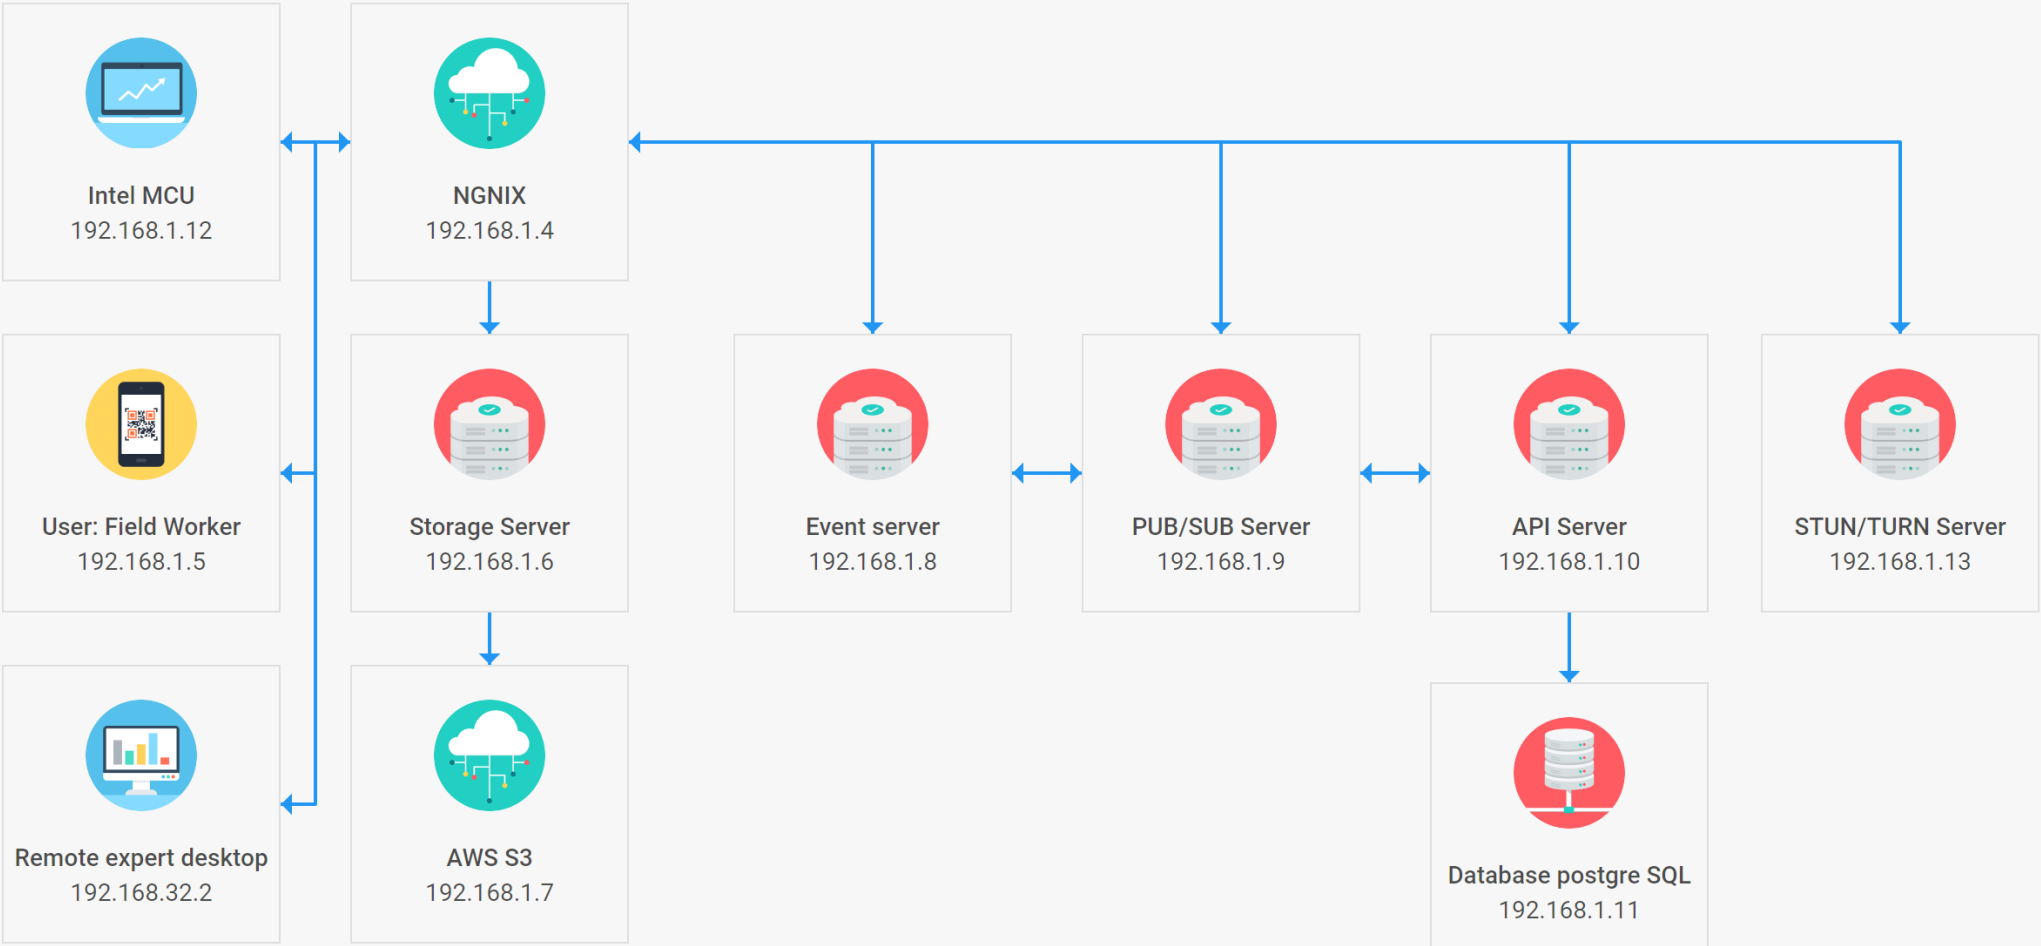 Intel MCU
192.168.1.12
NGNIX
192.168.1.4
User: Field Worker
192.168.1.5
Storage Server
192.168.1.6
Event server
192.168.1.8
PUB/SUB Server
192.168.1.9
API Server
192.168.1.10
STUN/TURN Server
192.168.1.13
Remote expert desktop
192.168.32.2
AWS S3
192.168.1.7
Database postgre SQL
192.168.1.11